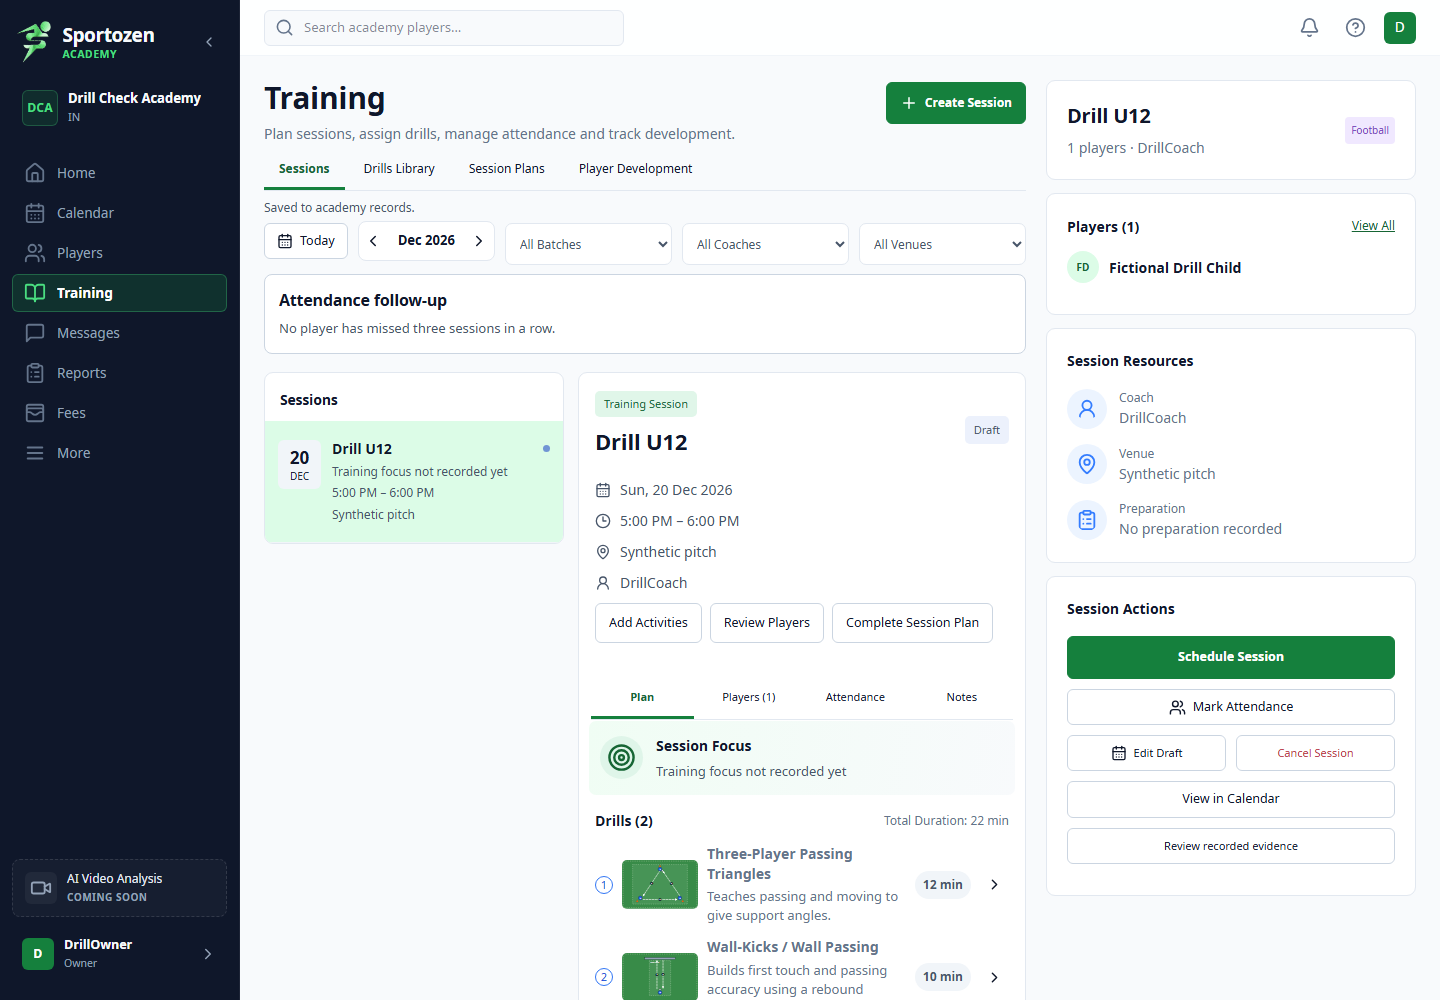 Sportozen
ACADEMY
DCA
Drill Check Academy
IN
Home
Calendar
Players
Training
Messages
Reports
Fees
More
AI Video Analysis
COMING SOON
D
DrillOwner
Owner
Search academy players...
D
Training
Plan sessions, assign drills, manage attendance and track development.
Create Session
Sessions
Drills Library
Session Plans
Player Development
Saved to academy records.
Today
Dec 2026
All Batches
All Coaches
All Venues
Attendance follow-up
No player has missed three sessions in a row.
Sessions
20
DEC
Drill U12
Training focus not recorded yet
5:00 PM – 6:00 PM
Synthetic pitch
Training Session
Drill U12
Draft
Sun, 20 Dec 2026
5:00 PM – 6:00 PM
Synthetic pitch
DrillCoach
Add Activities
Review Players
Complete Session Plan
Plan
Players (1)
Attendance
Notes
Session Focus
Training focus not recorded yet
Drills (2)
Total Duration: 22 min
1
Three-Player Passing
Triangles
Teaches passing and moving to
give support angles.
12 min
2
Wall-Kicks / Wall Passing
Builds first touch and passing
accuracy using a rebound
10 min
Drill U12
1 players · DrillCoach
Football
Players (1)
View All
FD
Fictional Drill Child
Session Resources
Coach
DrillCoach
Venue
Synthetic pitch
Preparation
No preparation recorded
Session Actions
Schedule Session
Mark Attendance
Edit Draft
Cancel Session
View in Calendar
Review recorded evidence